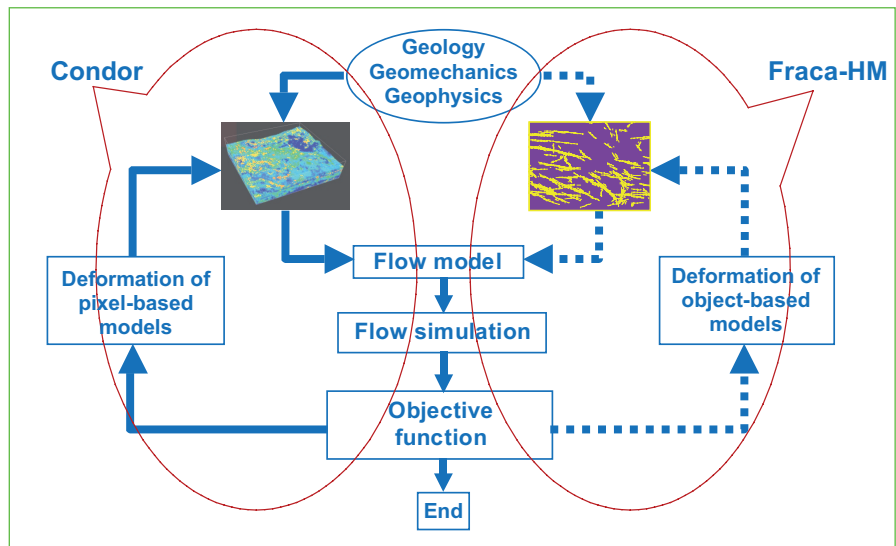 Condor
Geology
Geomechanics
Geophysics
Fraca-HM
Flow model
Deformation of
pixel-based
models
Deformation of
object-based
models
Flow simulation
Objective
function
End